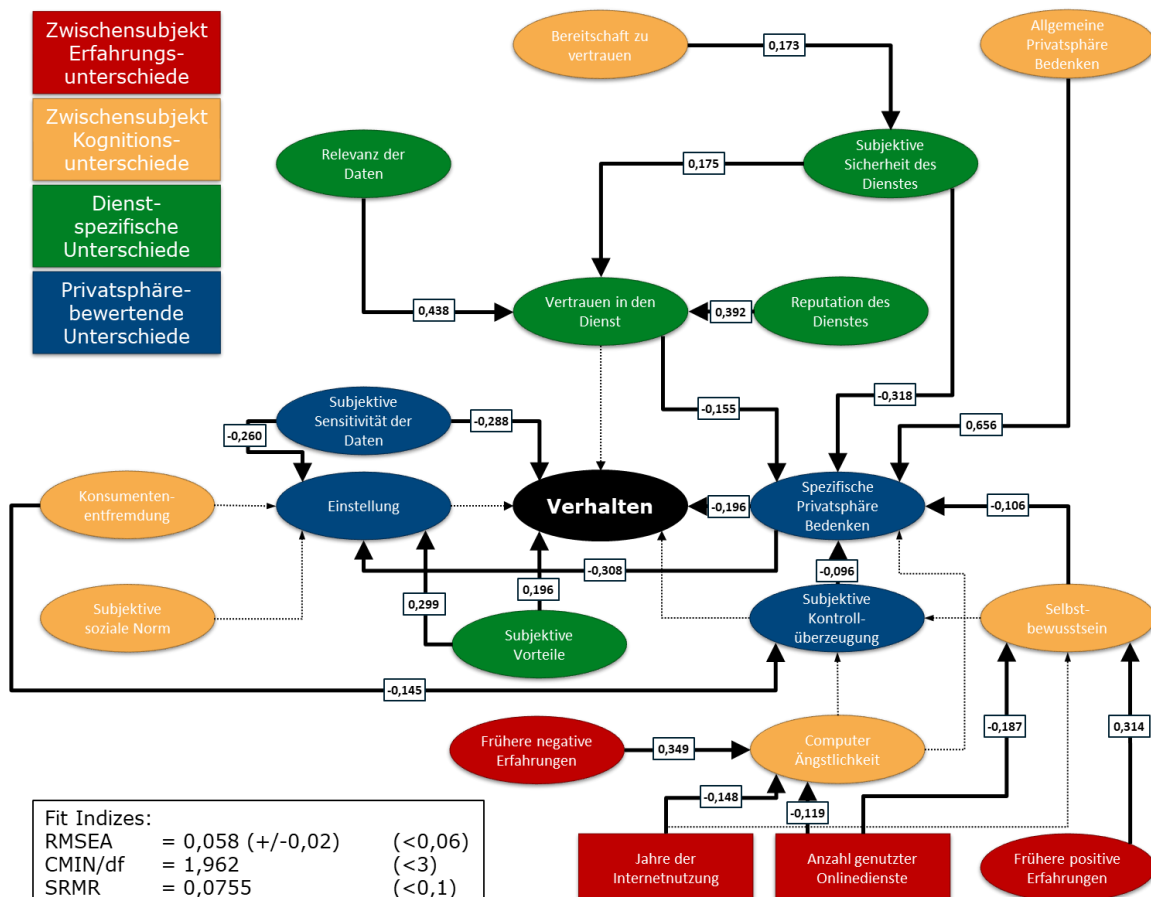 Zwischensubjekt
Erfahrungs-
unterschiede
Zwischensubjekt
Kognitions-
unterschiede
Dienst-
spezifische
Unterschiede
Privatsphäre-
bewertende
Unterschiede
Bereitschaft zu
vertrauen
0,173
Allgemeine
Privatsphäre
Bedenken
Relevanz der
Daten
0,175
Subjektive
Sicherheit des
Dienstes
0,438
Vertrauen in den
Dienst
0,392
Reputation des
Dienstes
-0,155
-0,318
0,656
Subjektive
Sensitivität der
Daten
-0,288
-0,260
Konsumenten-
entfremdung
Einstellung
Verhalten
-0,196
Spezifische
Privatsphäre
Bedenken
-0,106
-0,308
-0,096
0,299
0,196
Subjektive
soziale Norm
Subjektive
Vorteile
Subjektive
Kontroll-
überzeugung
Selbst-
bewusstsein
-0,145
Frühere negative
Erfahrungen
0,349
Computer
Ängstlichkeit
-0,187
0,314
-0,148
-0,119
Jahre der
Internetnutzung
Anzahl genutzter
Onlinedienste
Frühere positive
Erfahrungen
Fit Indizes:
RMSEA = 0,058 (+/-0,02) (<0,06)
CMIN/df = 1,962 (<3)
SRMR = 0,0755 (<0,1)